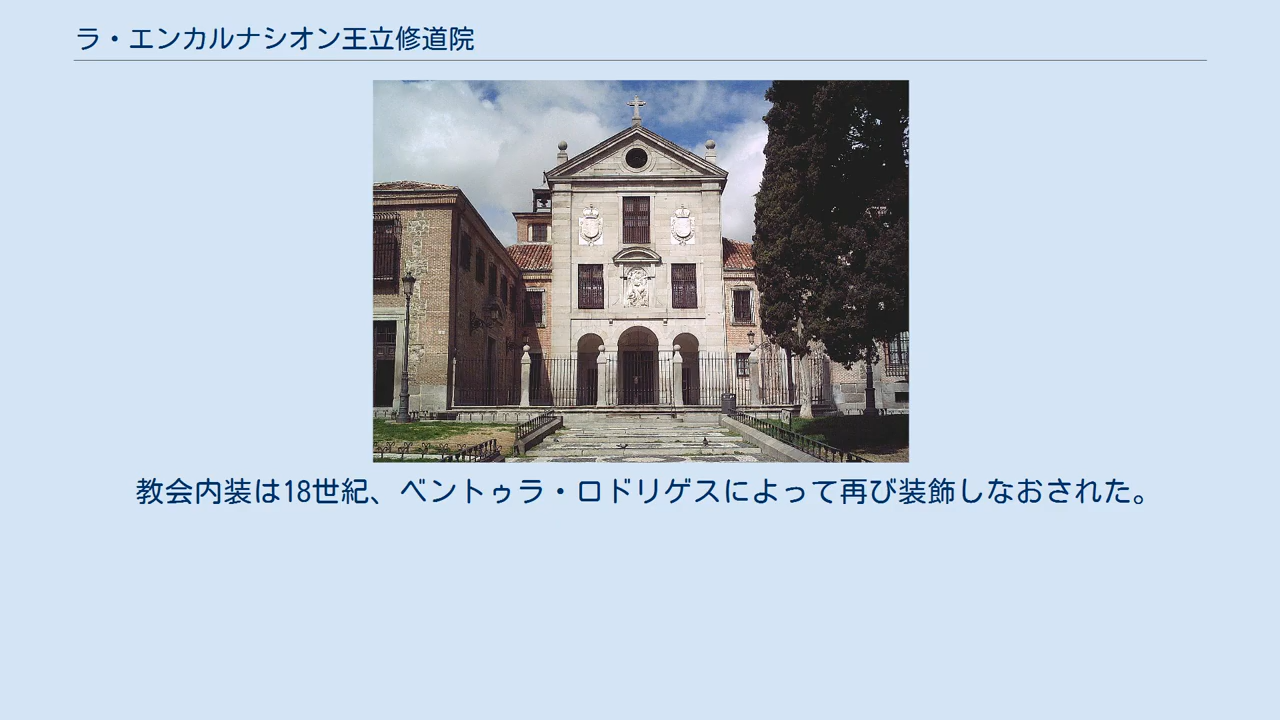 ラ・エンカルナシオン王立修道院
教会内装は18世紀、ベントゥラ・ロドリゲスによって再び装飾しなおされた。